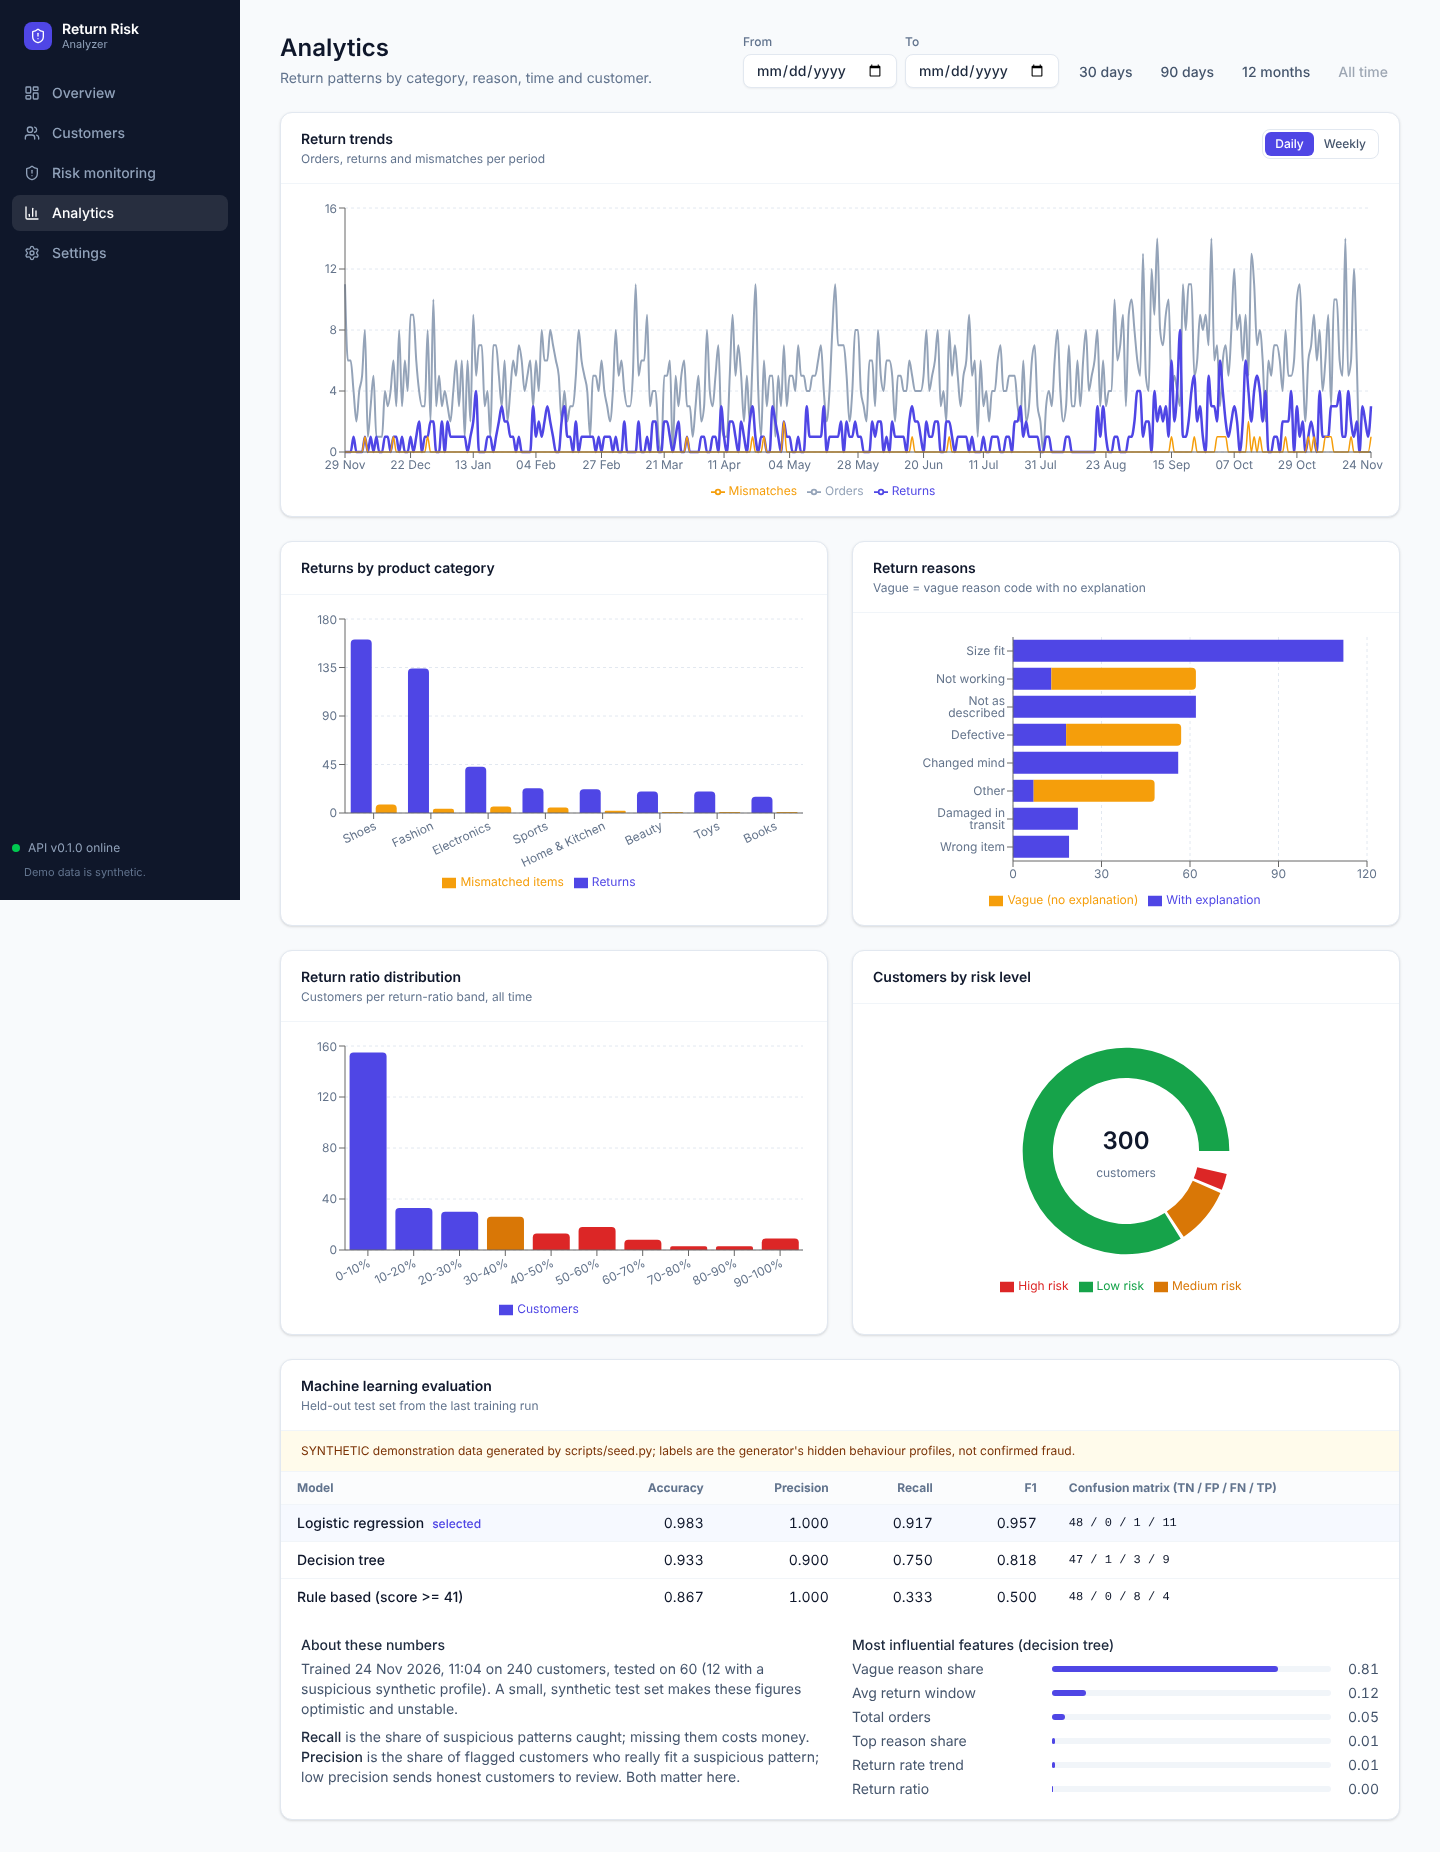 Return Risk
Analyzer
Overview
Customers
Risk monitoring
Analytics
Settings
API v0.1.0 online
Demo data is synthetic.
Analytics
Return patterns by category, reason, time and customer.
From
To
mm/dd/yyyy
mm/dd/yyyy
30 days
90 days
12 months
All time
Return trends
Orders, returns and mismatches per period
Daily
Weekly
16
12
8
4
0
29 Nov
22 Dec
13 Jan
04 Feb
27 Feb
21 Mar
11 Apr
04 May
28 May
20 Jun
11 Jul
31 Jul
23 Aug
15 Sep
07 Oct
29 Oct
24 Nov
Mismatches
Orders
Returns
Returns by product category
180
135
90
45
0
Shoes
Fashion
Electronics
Sports
Home & Kitchen
Beauty
Toys
Books
Mismatched items
Returns
Return reasons
Vague = vague reason code with no explanation
Size fit
Not working
Not as
described
Defective
Changed mind
Other
Damaged in
transit
Wrong item
0
30
60
90
120
Vague (no explanation)
With explanation
Return ratio distribution
Customers per return-ratio band, all time
160
120
80
40
0
0-10%
10-20%
20-30%
30-40%
40-50%
50-60%
60-70%
70-80%
80-90%
90-100%
Customers
Customers by risk level
300
customers
High risk
Low risk
Medium risk
Machine learning evaluation
Held-out test set from the last training run
SYNTHETIC demonstration data generated by scripts/seed.py; labels are the generator's hidden behaviour profiles, not confirmed fraud.
Model Accuracy Precision Recall F1 Confusion matrix (TN / FP / FN / TP)
Logistic regression selected 0.983 1.000 0.917 0.957 48 / 0 / 1 / 11
Decision tree 0.933 0.900 0.750 0.818 47 / 1 / 3 / 9
Rule based (score >= 41) 0.867 1.000 0.333 0.500 48 / 0 / 8 / 4
About these numbers
Trained 24 Nov 2026, 11:04 on 240 customers, tested on 60 (12 with a
suspicious synthetic profile). A small, synthetic test set makes these figures
optimistic and unstable.
Recall is the share of suspicious patterns caught; missing them costs money.
Precision is the share of flagged customers who really fit a suspicious pattern;
low precision sends honest customers to review. Both matter here.
Most influential features (decision tree)
Vague reason share 0.81
Avg return window 0.12
Total orders 0.05
Top reason share 0.01
Return rate trend 0.01
Return ratio 0.00